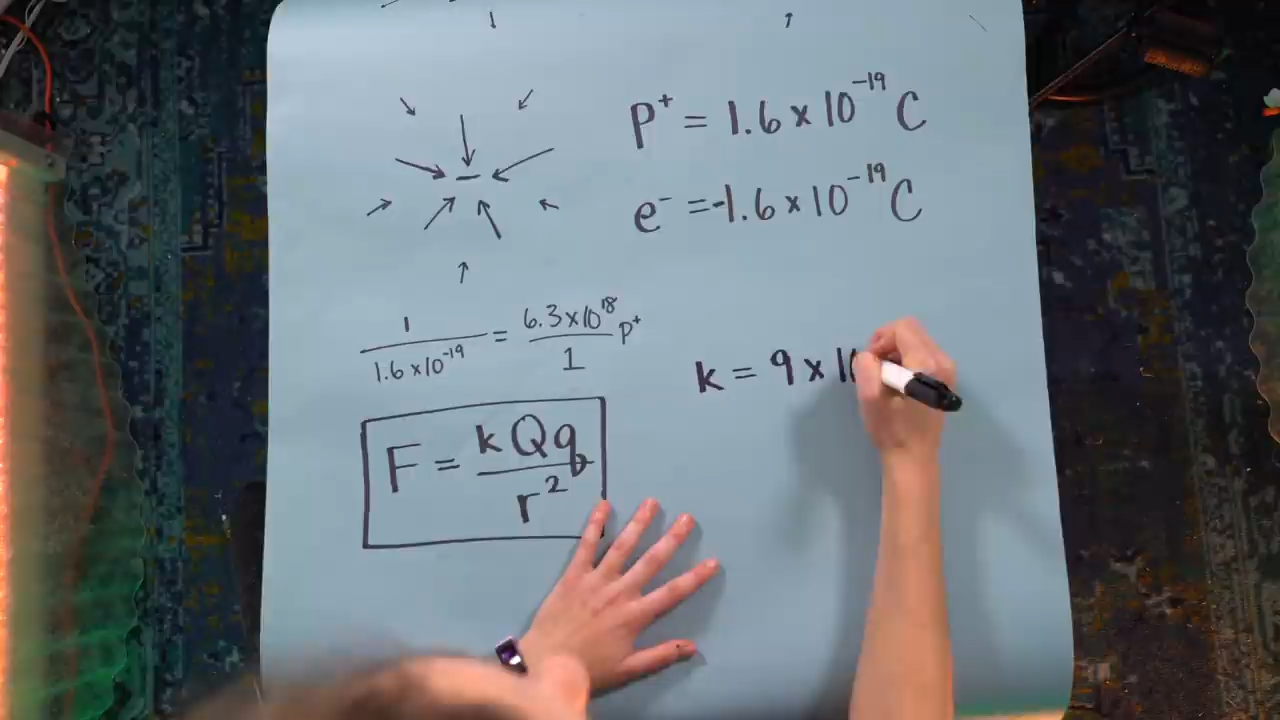 p⁺ = 1.6 x 10⁻¹⁹ C
e⁻ = -1.6 x 10⁻¹⁹ C
1/1.6 x 10⁻¹⁹ = 6.3 x 10¹⁸/1 p⁺
k = 9 x 10
F = kQq/r²